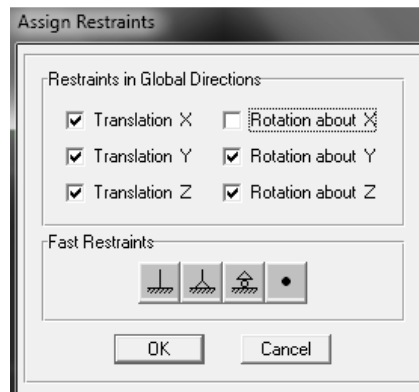 Assign Restraints
Restraints in Global Directions
Translation X Rotation about X
Translation Y Rotation about Y
Translation Z Rotation about Z
Fast Restraints
OK Cancel